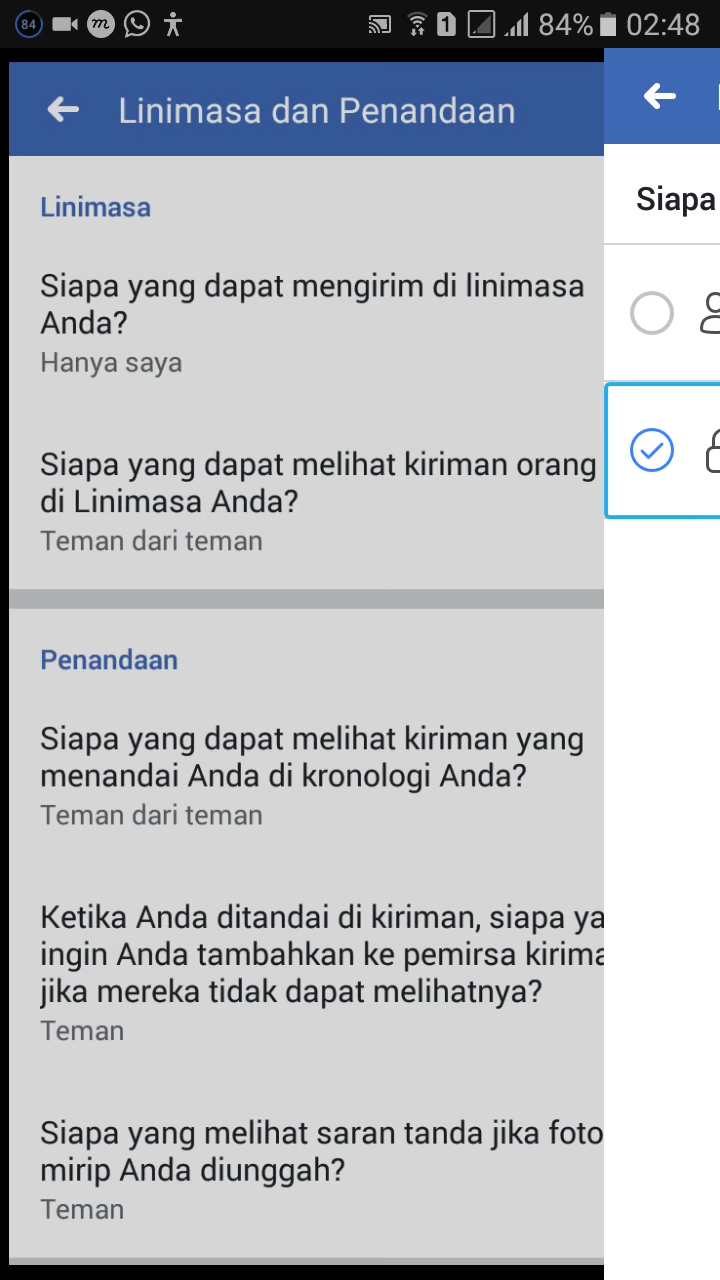 84
m
1
84%
02:48
Linimasa dan Penandaan
Linimasa
Siapa yang dapat mengirim di linimasa
Anda?
Hanya saya
Siapa yang dapat melihat kiriman orang
di Linimasa Anda?
Teman dari teman
Penandaan
Siapa yang dapat melihat kiriman yang
menandai Anda di kronologi Anda?
Teman dari teman
Ketika Anda ditandai di kiriman, siapa ya
ingin Anda tambahkan ke pemirsa kirima
jika mereka tidak dapat melihatnya?
Teman
Siapa yang melihat saran tanda jika foto
mirip Anda diunggah?
Teman
Siapa